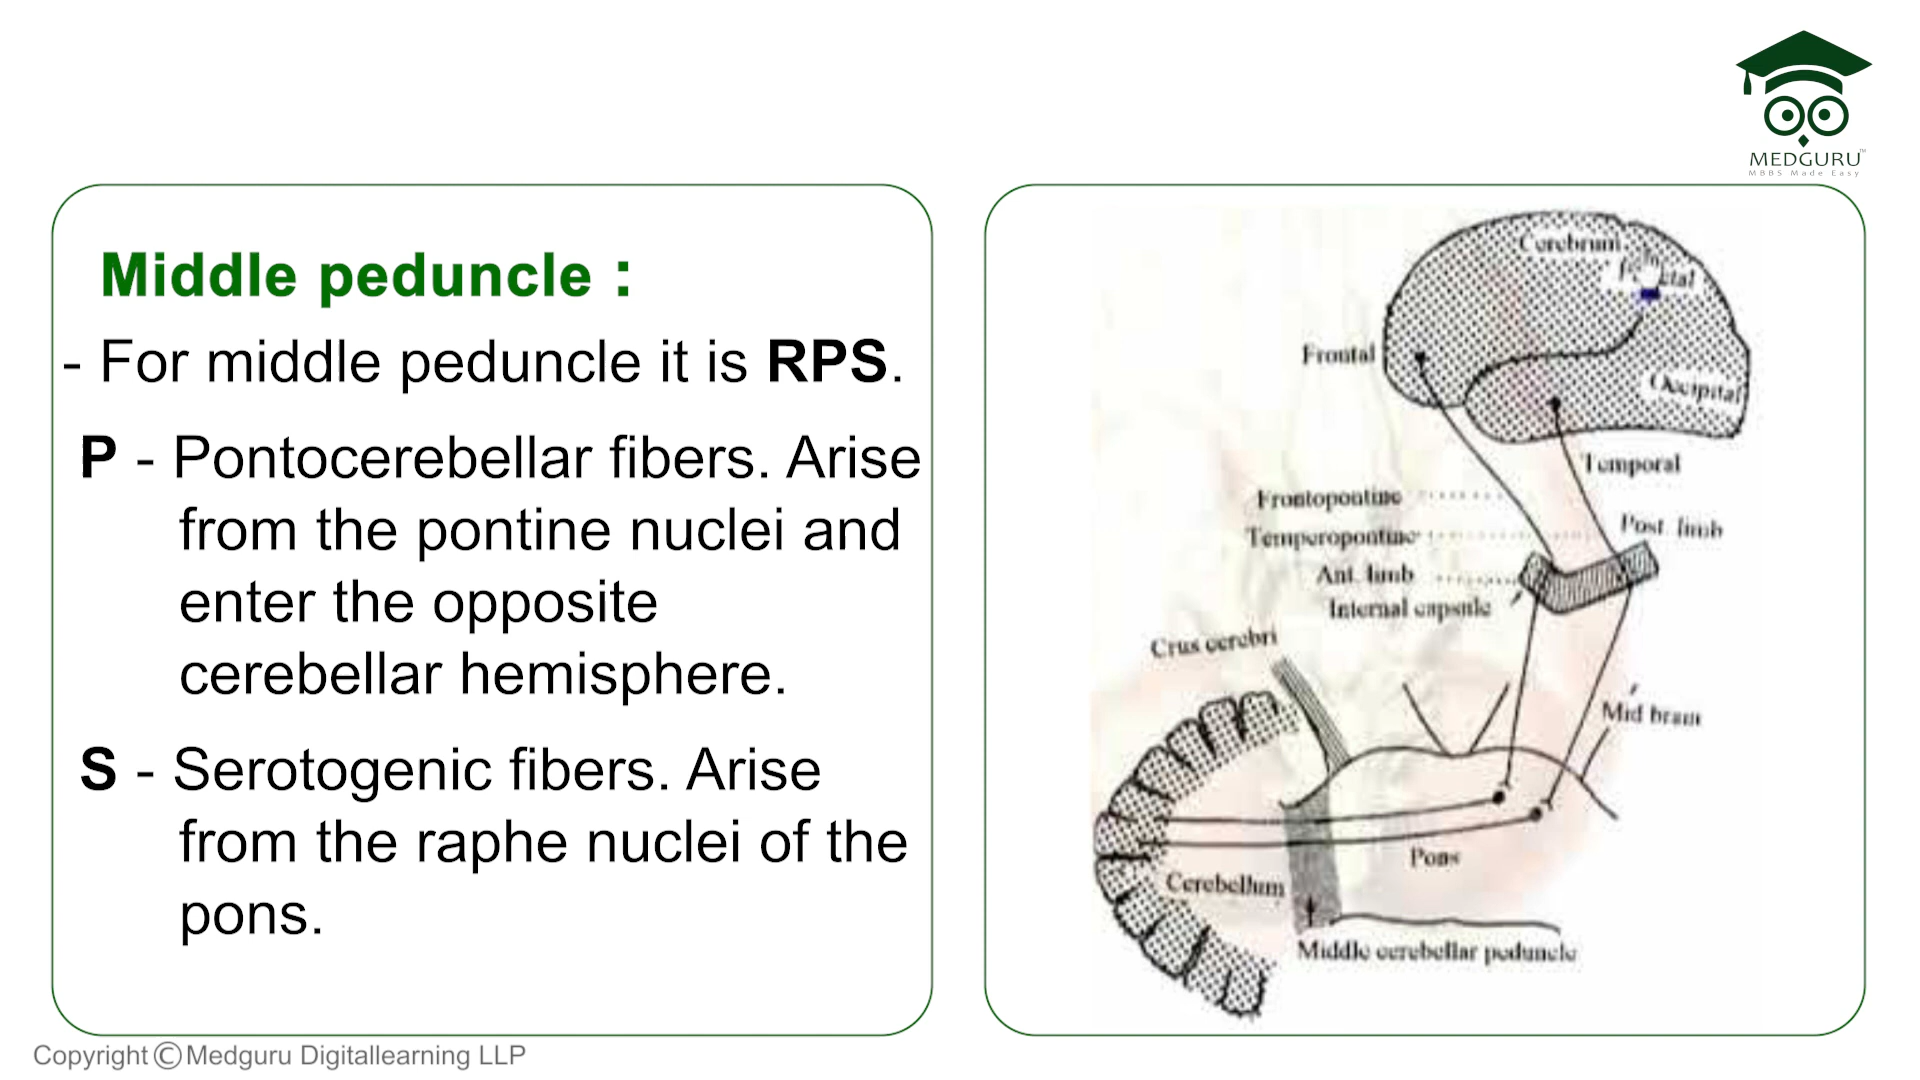 MEDGURU
MBBS Made Easy
Middle peduncle :
- For middle peduncle it is RPS.
P - Pontocerebellar fibers. Arise
from the pontine nuclei and
enter the opposite
cerebellar hemisphere.
S - Serotogenic fibers. Arise
from the raphe nuclei of the
pons.
Cerebrum
Frontal
Occipital
Temporal
Frontopontine
Post. limb
Temperopontine
Ant. limb
Internal capsule
Crus cerebri
Mid brain
Pons
Cerebellum
Middle cerebellar peduncle
Copyright © Medguru Digitallearning LLP